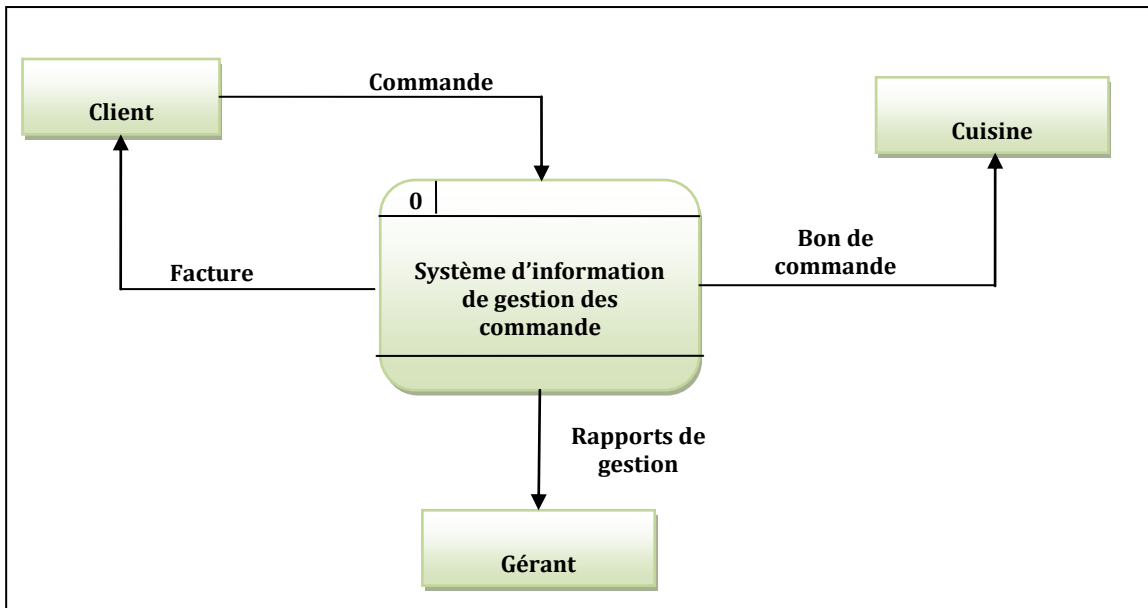 Commande
Client
Cuisine
0
Bon de
commande
Facture
Système d’information
de gestion des
commande
Rapports de
gestion
Gérant